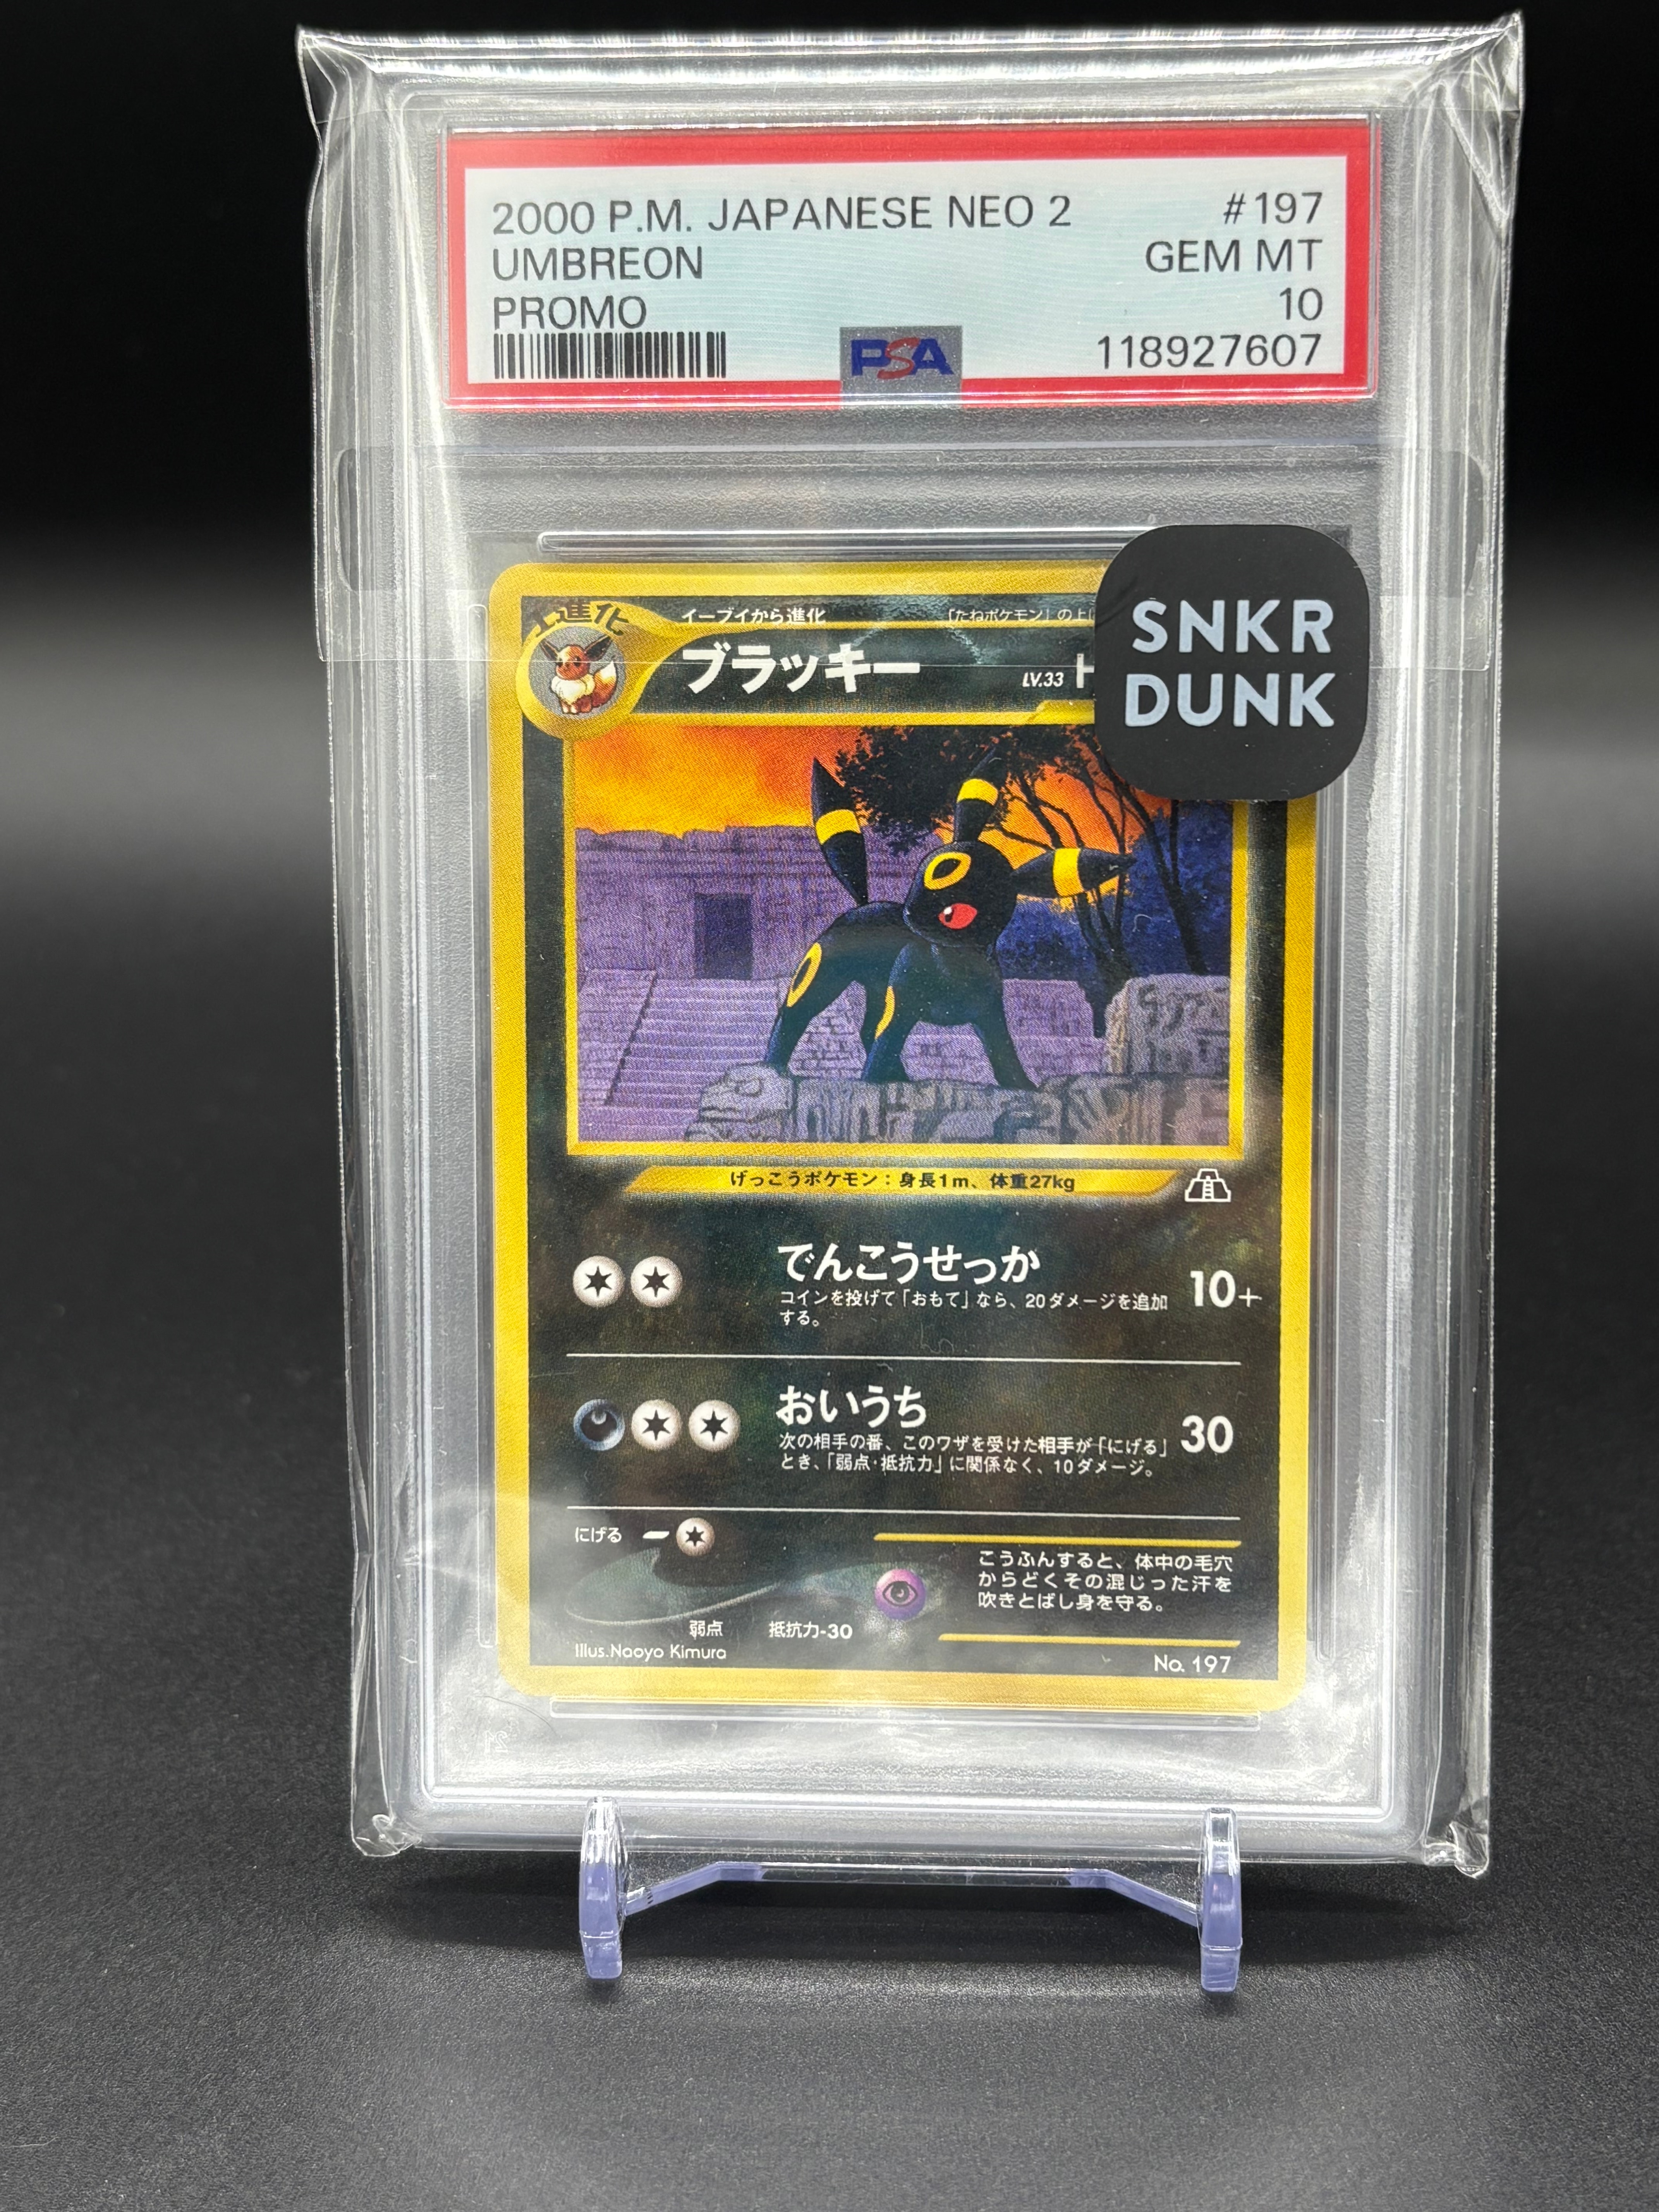 2000 P.M. JAPANESE NEO 2 #197
UMBREON GEM MT
PROMO 10
PSA 118927607
SNKR
DUNK
1進化
イーブイから進化 「たねポケモン」の上に
ブラッキー LV.33
げっこうポケモン：身長1m、体重27kg
でんこうせっか 10+
コインを投げて「おもて」なら、20ダメージを追加
する。
おいうち 30
次の相手の番、このワザを受けた相手が「にげる」
とき、「弱点・抵抗力」に関係なく、10ダメージ。
にげる
こうふんすると、体中の毛穴
からどくその混じった汗を
吹きとばし身を守る。
弱点 抵抗力-30
Illus.Naoyo Kimura No. 197